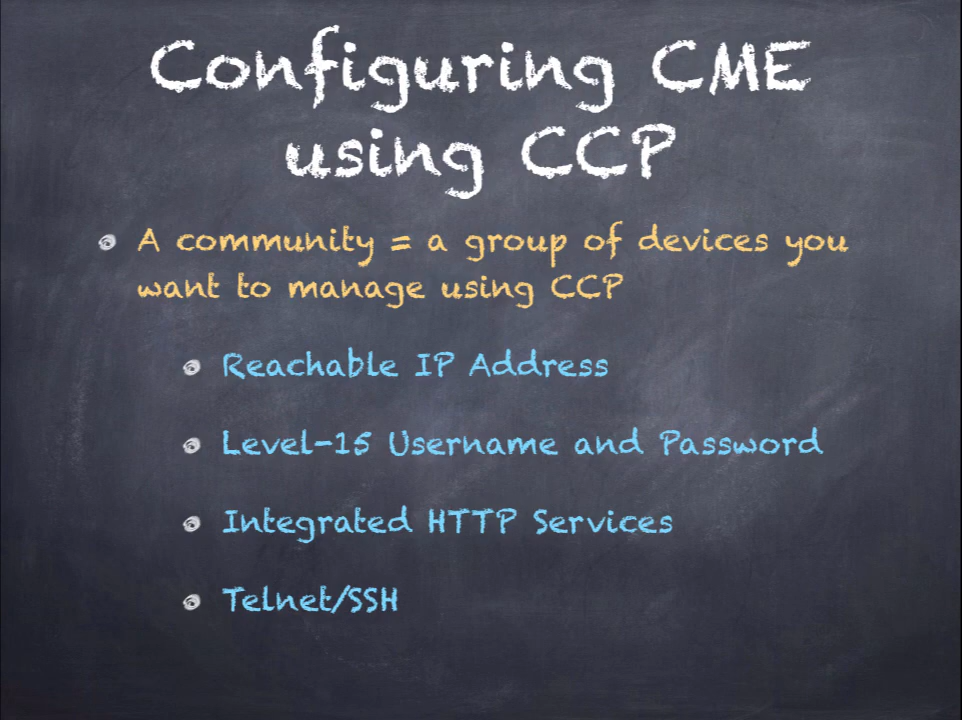 Configuring CME
using CCP
A community = a group of devices you
want to manage using CCP
Reachable IP Address
Level-15 Username and Password
Integrated HTTP Services
Telnet/SSH